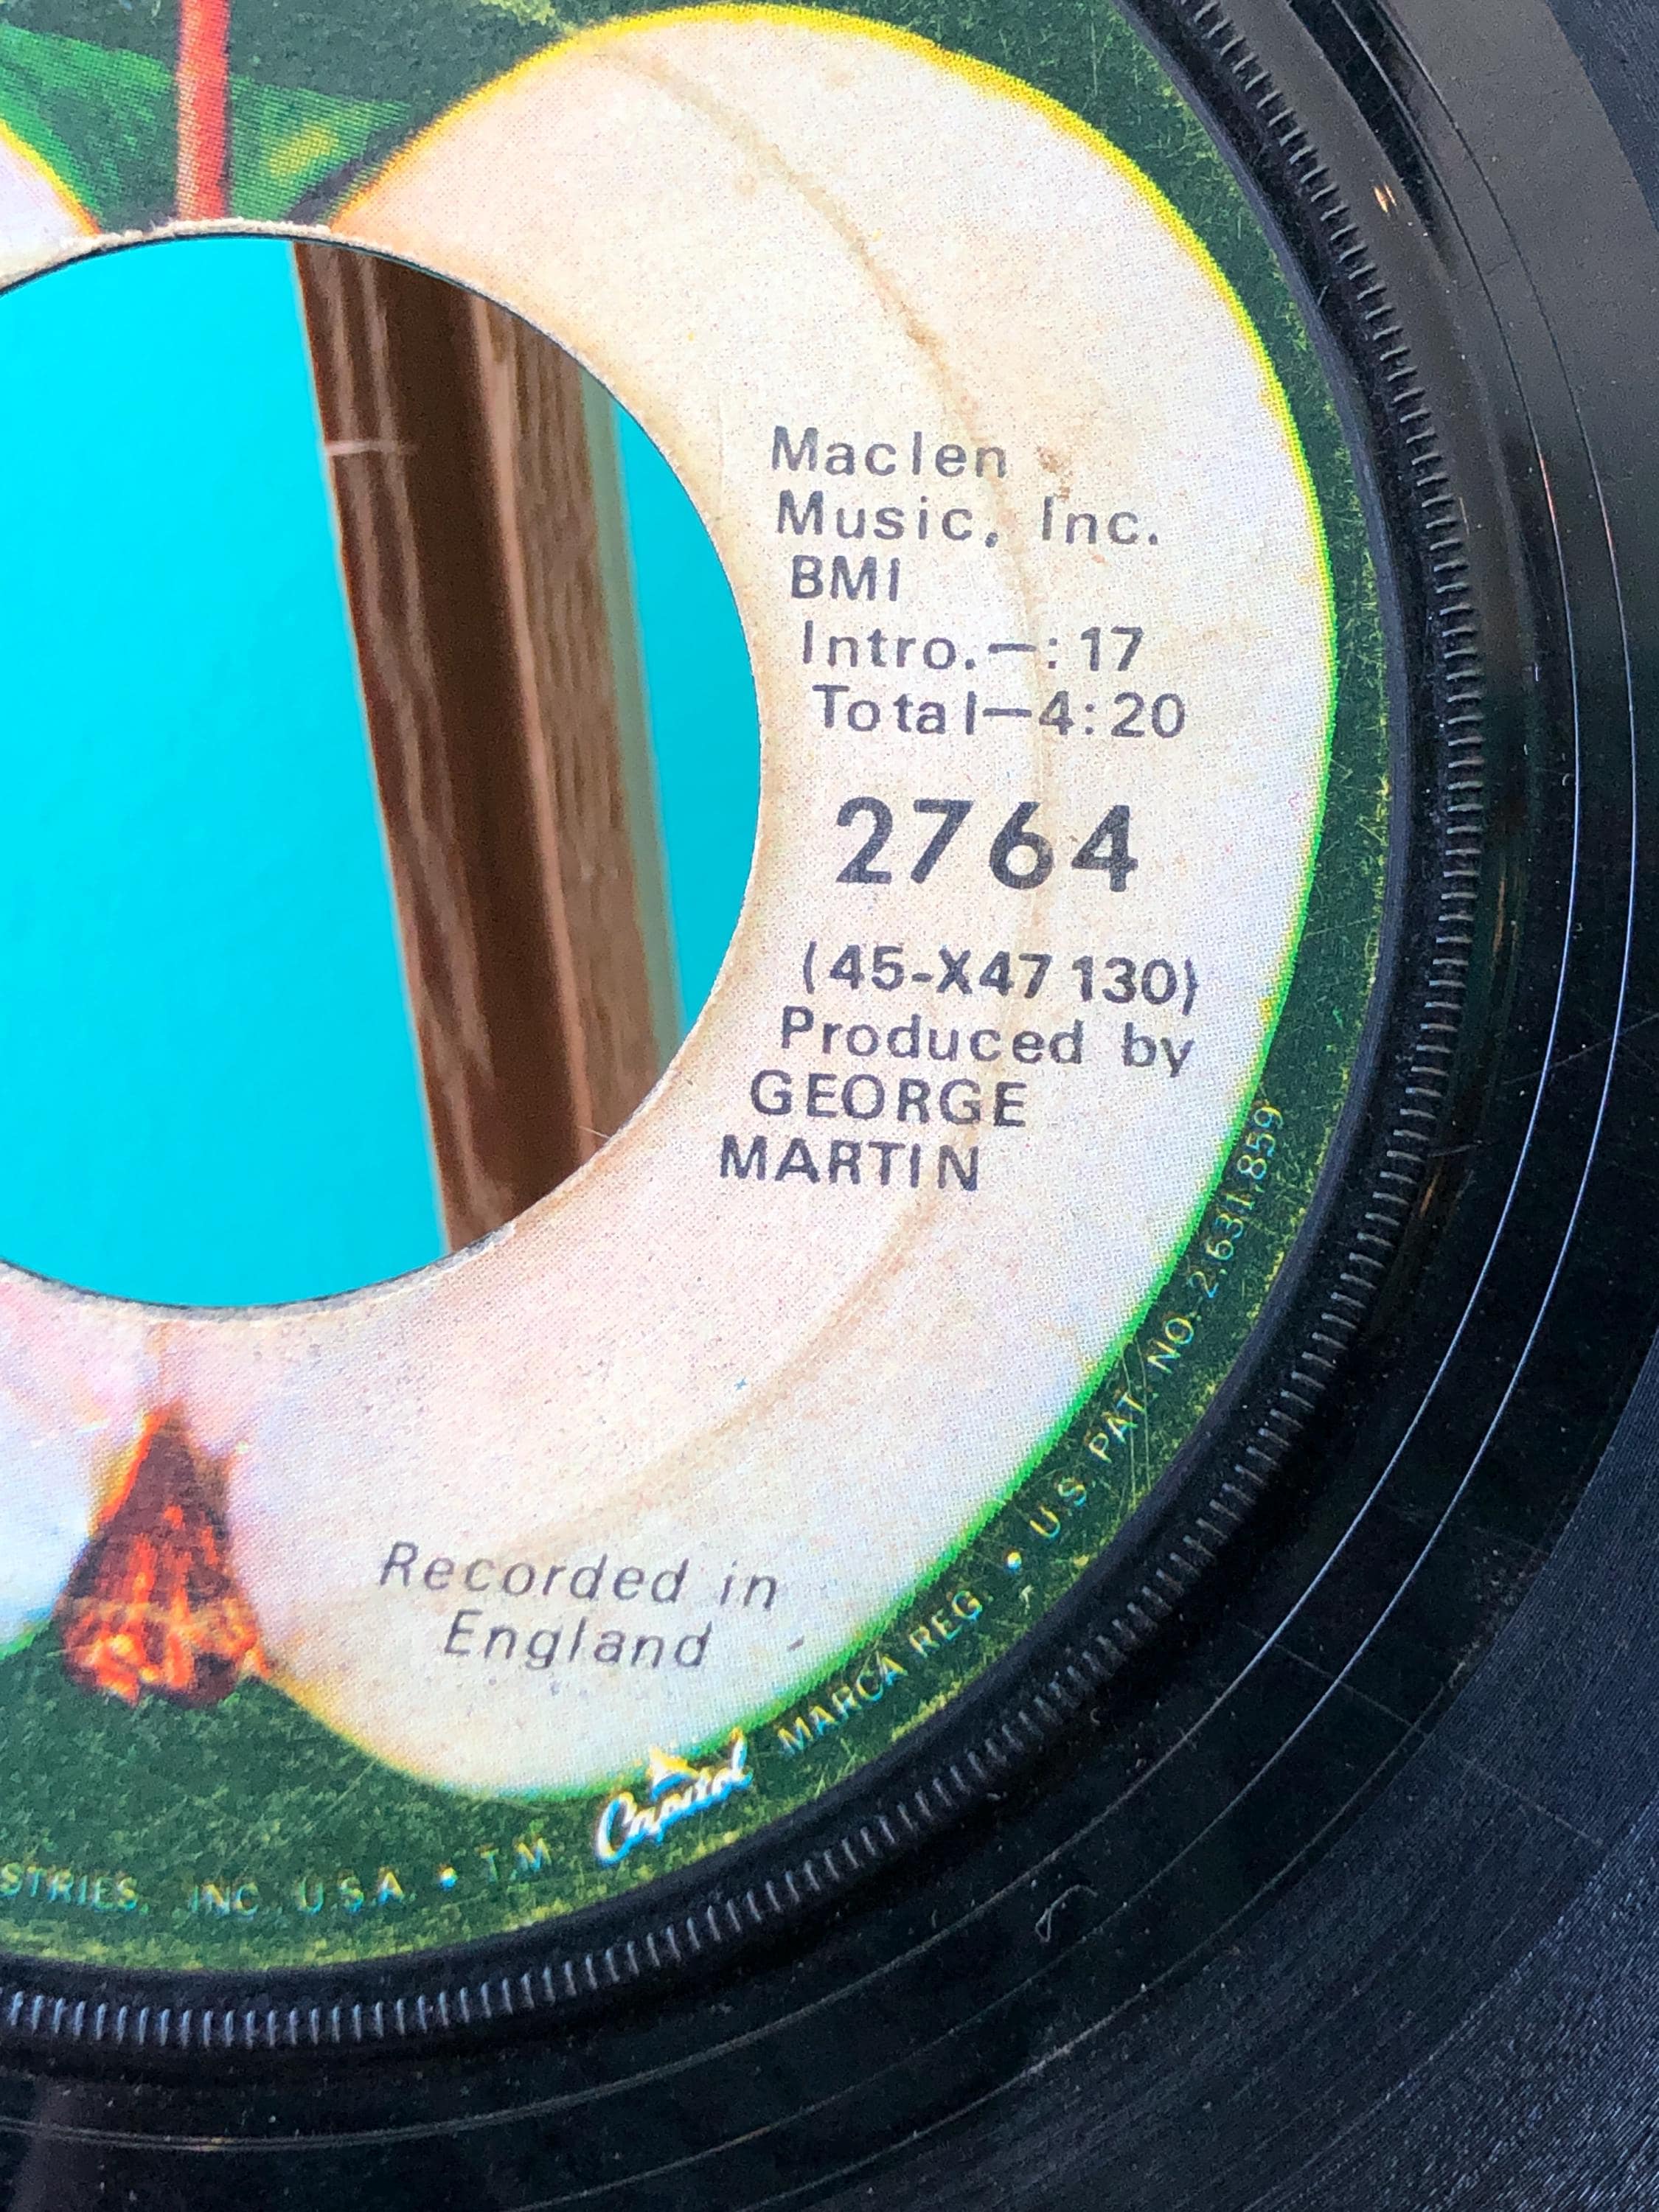 Maclen
Music, Inc.
BMI
Intro.—:17
Total—4:20
2764
(45-X47130)
Produced by
GEORGE
MARTIN
Recorded in
England
STRIES, INC. U.S.A. • T.M. Capitol MARCA REG. • U.S. PAT. NO. 2,631,859